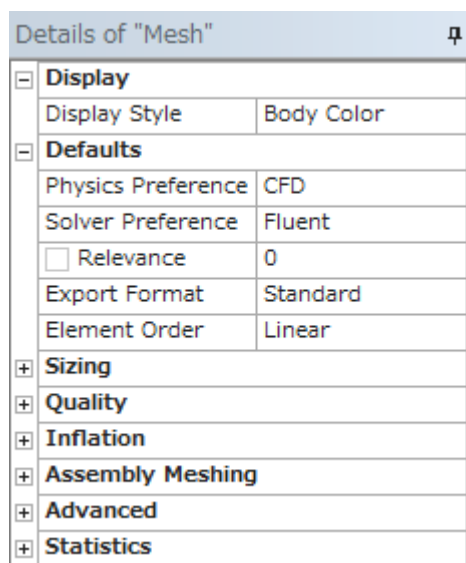 Details of "Mesh"
Display
Display Style Body Color
Defaults
Physics Preference CFD
Solver Preference Fluent
Relevance 0
Export Format Standard
Element Order Linear
Sizing
Quality
Inflation
Assembly Meshing
Advanced
Statistics